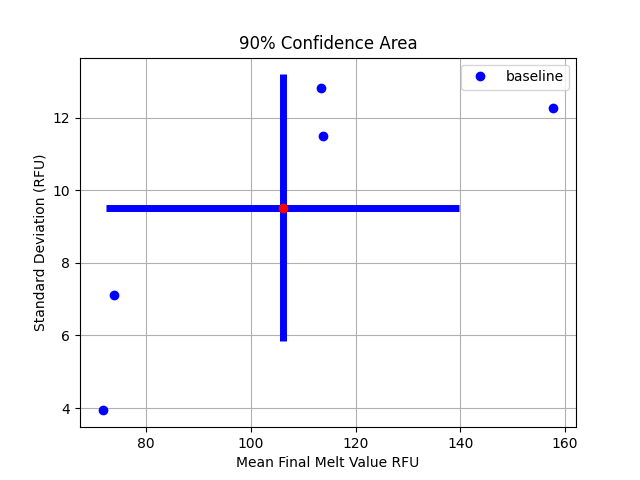 90% Confidence Area
baseline
Standard Deviation (RFU)
12
10
8
6
4
80 100 120 140 160
Mean Final Melt Value RFU